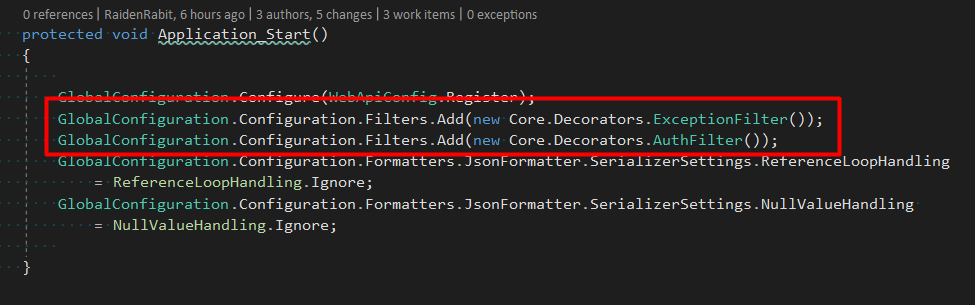 0 references | RaidenRabit, 6 hours ago | 3 authors, 5 changes | 3 work items | 0 exceptions
protected void Application_Start()
{
GlobalConfiguration.Configure(WebApiConfig.Register);
GlobalConfiguration.Configuration.Filters.Add(new Core.Decorators.ExceptionFilter());
GlobalConfiguration.Configuration.Filters.Add(new Core.Decorators.AuthFilter());
GlobalConfiguration.Configuration.Formatters.JsonFormatter.SerializerSettings.ReferenceLoopHandling
= ReferenceLoopHandling.Ignore;
GlobalConfiguration.Configuration.Formatters.JsonFormatter.SerializerSettings.NullValueHandling
= NullValueHandling.Ignore;
}